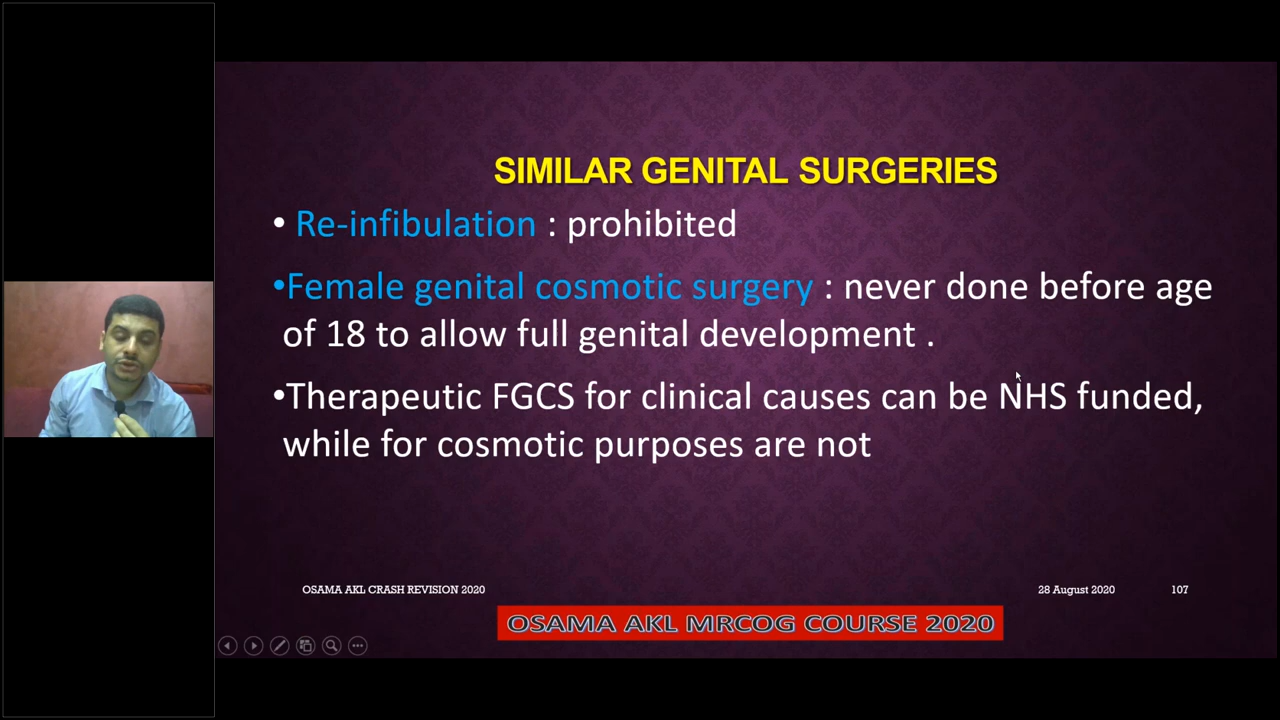 SIMILAR GENITAL SURGERIES
• Re-infibulation : prohibited
•Female genital cosmotic surgery : never done before age
of 18 to allow full genital development .
•Therapeutic FGCS for clinical causes can be NHS funded,
while for cosmotic purposes are not
OSAMA AKL CRASH REVISION 2020
28 August 2020
107
OSAMA AKL MRCOG COURSE 2020